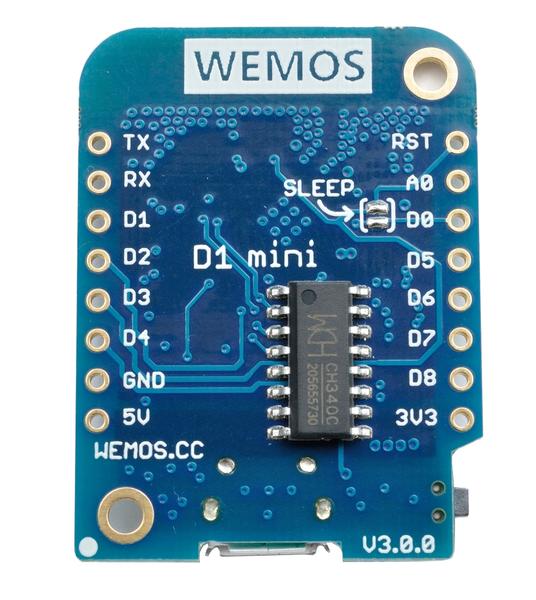 WEMOS
TX
RST
RX
A0
SLEEP
D1
D0
D1 mini
D2
D5
D3
D6
D4
D7
GND
D8
5V
3V3
WCH
CH340C
205655730
WEMOS.CC
V3.0.0